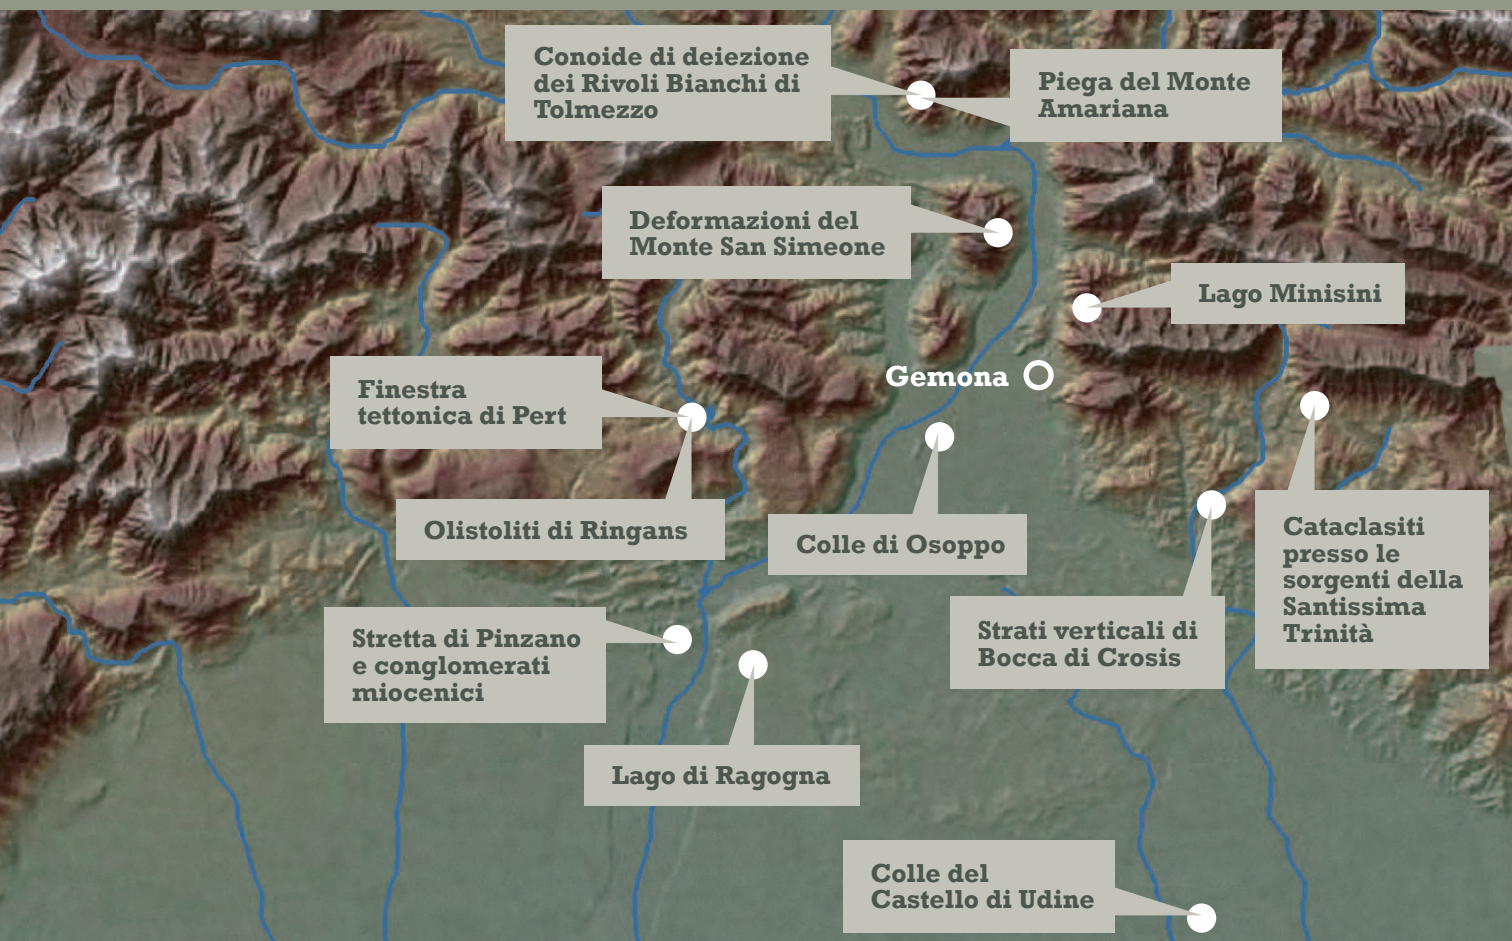 Conoide di deiezione
dei Rivoli Bianchi di
Tolmezzo
Piega del Monte
Amariana
Deformazioni del
Monte San Simeone
Lago Minisini
Gemona
Finestra
tettonica di Pert
Olistoliti di Ringans
Colle di Osoppo
Cataclasiti
presso le
sorgenti della
Santissima
Trinità
Stretta di Pinzano
e conglomerati
miocenici
Strati verticali di
Bocca di Crosis
Lago di Ragogna
Colle del
Castello di Udine